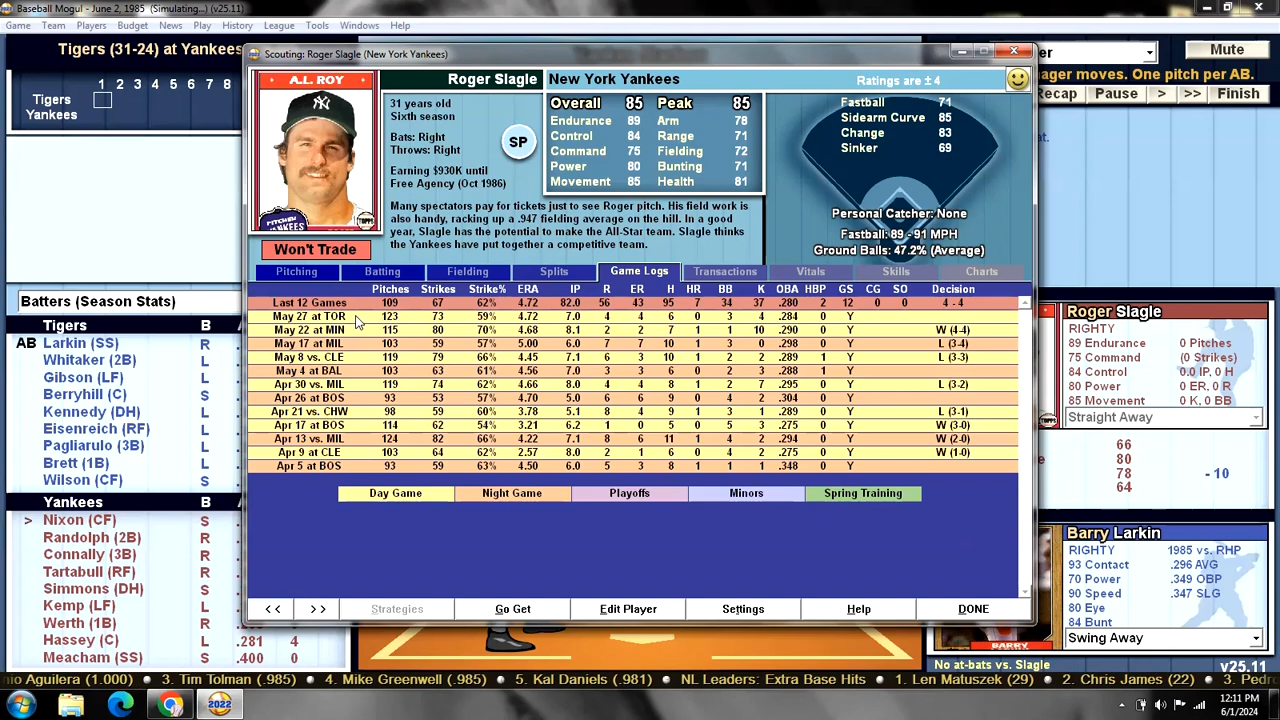 Baseball Mogul - June 2, 1985 (Simulating...) (v25.11)
Game Team Players Budget News Play History League Tools Windows Help
Tigers (31-24) at Yankees
1 2 3 4 5 6 7 8
Tigers
Yankees
Mute
nager moves. One pitch per AB.
Recap Pause > >> Finish
Scouting: Roger Slagle (New York Yankees)
A.L. ROY
Roger Slagle
New York Yankees
Ratings are ± 4
31 years old
Sixth season
Bats: Right
Throws: Right
Earning $930K until
Free Agency (Oct 1986)
SP
Overall 85 Peak 85
Endurance 89 Arm 78
Control 84 Range 71
Command 75 Fielding 72
Power 80 Bunting 71
Movement 85 Health 81
Fastball 71
Sidearm Curve 85
Change 83
Sinker 69
Personal Catcher: None
Fastball: 89 - 91 MPH
Ground Balls: 47.2% (Average)
Many spectators pay for tickets just to see Roger pitch. His field work is
also handy, racking up a .947 fielding average on the hill. In a good
year, Slagle has the potential to make the All-Star team. Slagle thinks
the Yankees have put together a competitive team.
YANKEES
TOPPS
Won't Trade
Pitching Batting Fielding Splits Game Logs Transactions Vitals Skills Charts
Pitches Strikes Strike% ERA IP R ER H HR BB K OBA HBP GS CG SO Decision
Last 12 Games 109 67 62% 4.72 82.0 56 43 95 7 34 37 .280 2 12 0 0 4 - 4
May 27 at TOR 123 73 59% 4.72 7.0 4 4 6 0 3 4 .284 0 Y
May 22 at MIN 115 80 70% 4.68 8.1 2 2 7 1 1 10 .290 0 Y W (4-4)
May 17 at MIL 103 59 57% 5.00 6.0 7 7 10 1 3 0 .298 0 Y L (3-4)
May 8 vs. CLE 119 79 66% 4.45 7.1 6 3 10 1 2 2 .289 1 Y L (3-3)
May 4 at BAL 103 63 61% 4.56 7.0 3 3 6 0 2 3 .288 1 Y
Apr 30 vs. MIL 119 74 62% 4.66 8.0 4 4 8 1 2 7 .295 0 Y L (3-2)
Apr 26 at BOS 93 53 57% 4.70 5.0 6 6 9 0 4 2 .304 0 Y
Apr 21 vs. CHW 98 59 60% 3.78 5.1 8 4 9 1 3 1 .289 0 Y L (3-1)
Apr 17 at BOS 114 62 54% 3.21 6.2 1 0 5 0 5 3 .275 0 Y W (3-0)
Apr 13 vs. MIL 124 82 66% 4.22 7.1 8 6 11 1 4 2 .294 0 Y W (2-0)
Apr 9 at CLE 103 64 62% 2.57 8.0 2 1 6 0 4 2 .275 0 Y W (1-0)
Apr 5 at BOS 93 59 63% 4.50 6.0 5 3 8 1 1 1 .348 0 Y
Day Game Night Game Playoffs Minors Spring Training
<< >> Strategies Go Get Edit Player Settings Help DONE
Batters (Season Stats)
Tigers B
AB Larkin (SS) R
Whitaker (2B) L
Gibson (LF) L
Berryhill (C) S
Kennedy (DH) L
Eisenreich (RF) L
Pagliarulo (3B) L
Brett (1B) L
Wilson (CF) S
Yankees B
> Nixon (CF) S
Randolph (2B) R
Connally (3B) R
Tartabull (RF) R
Simmons (DH) S
Kemp (LF) L
Werth (1B) R
Hassey (C) L .281 4
Meacham (SS) S .400 0
Roger Slagle
RIGHTY
89 Endurance 0 Pitches
75 Command (0 Strikes)
84 Control 0.0 IP, 0 H
80 Power 0 ER, 0 R
85 Movement 0 K, 0 BB
Straight Away
66
80
78 - 10
64
Barry Larkin
RIGHTY 1985 vs. RHP
93 Contact .296 AVG
70 Power .349 OBP
90 Speed .347 SLG
80 Eye
84 Bunt
Swing Away
BARRY
No at-bats vs. Slagle
v25.11
mio Aguilera (1.000) • 3. Tim Tolman (.985) • 4. Mike Greenwell (.985) • 5. Kal Daniels (.981) NL Leaders: Extra Base Hits • 1. Len Matuszek (29) • 2. Chris James (22) • 3. Pedr
2022
12:11 PM
6/1/2024